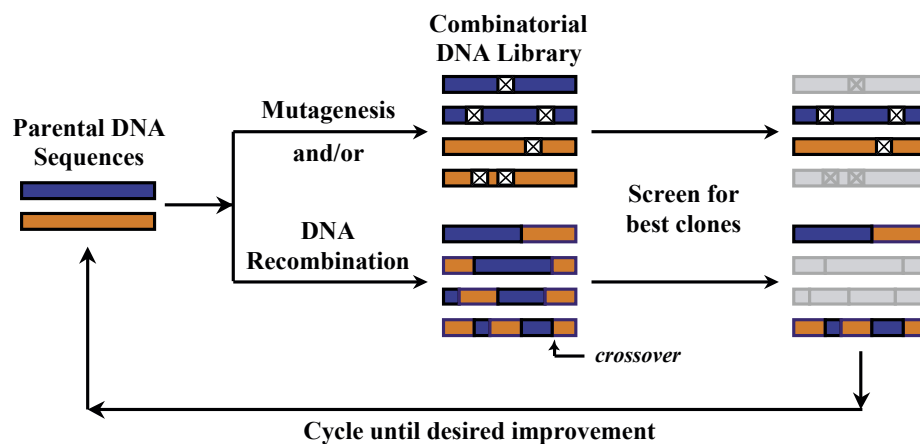 Combinatorial
DNA Library
Mutagenesis
and/or
Parental DNA
Sequences
DNA
Recombination
Screen for
best clones
crossover
Cycle until desired improvement